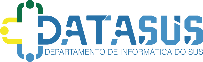 DATASUS
DEPARTAMENTO DE INFORMÁTICA DO SUS